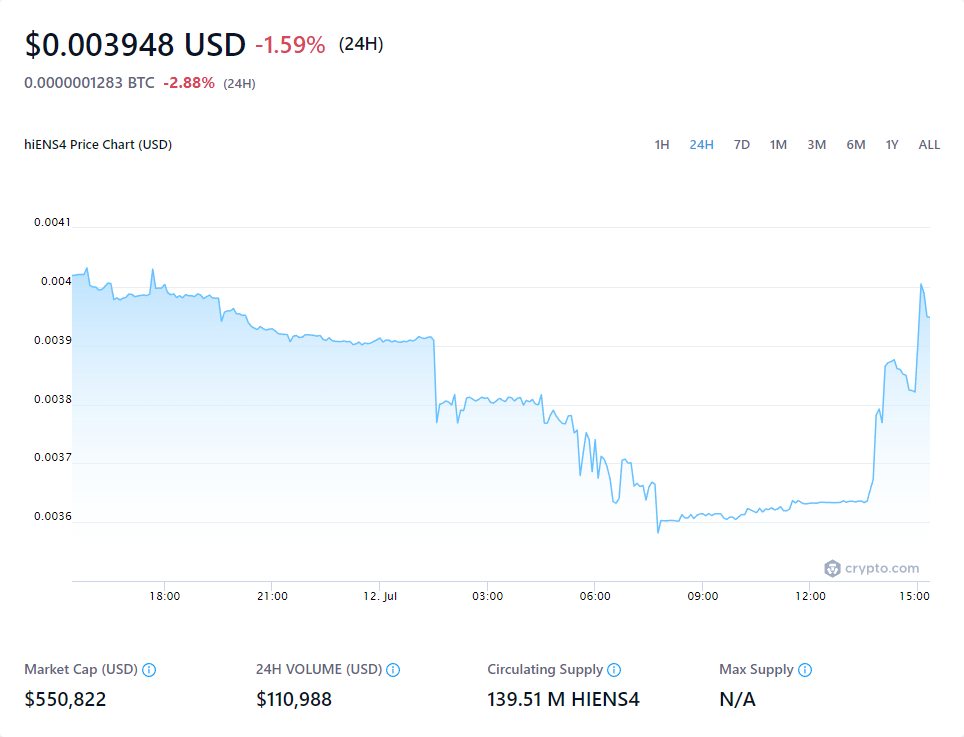 $0.003948 USD -1.59% (24H)
0.0000001283 BTC -2.88% (24H)
hiENS4 Price Chart (USD) 1H 24H 7D 1M 3M 6M 1Y ALL
0.0041
0.004
0.0039
0.0038
0.0037
0.0036
crypto.com
18:00 21:00 12. Jul 03:00 06:00 09:00 12:00 15:00
Market Cap (USD) 24H VOLUME (USD) Circulating Supply Max Supply
$550,822 $110,988 139.51 M HIENS4 N/A